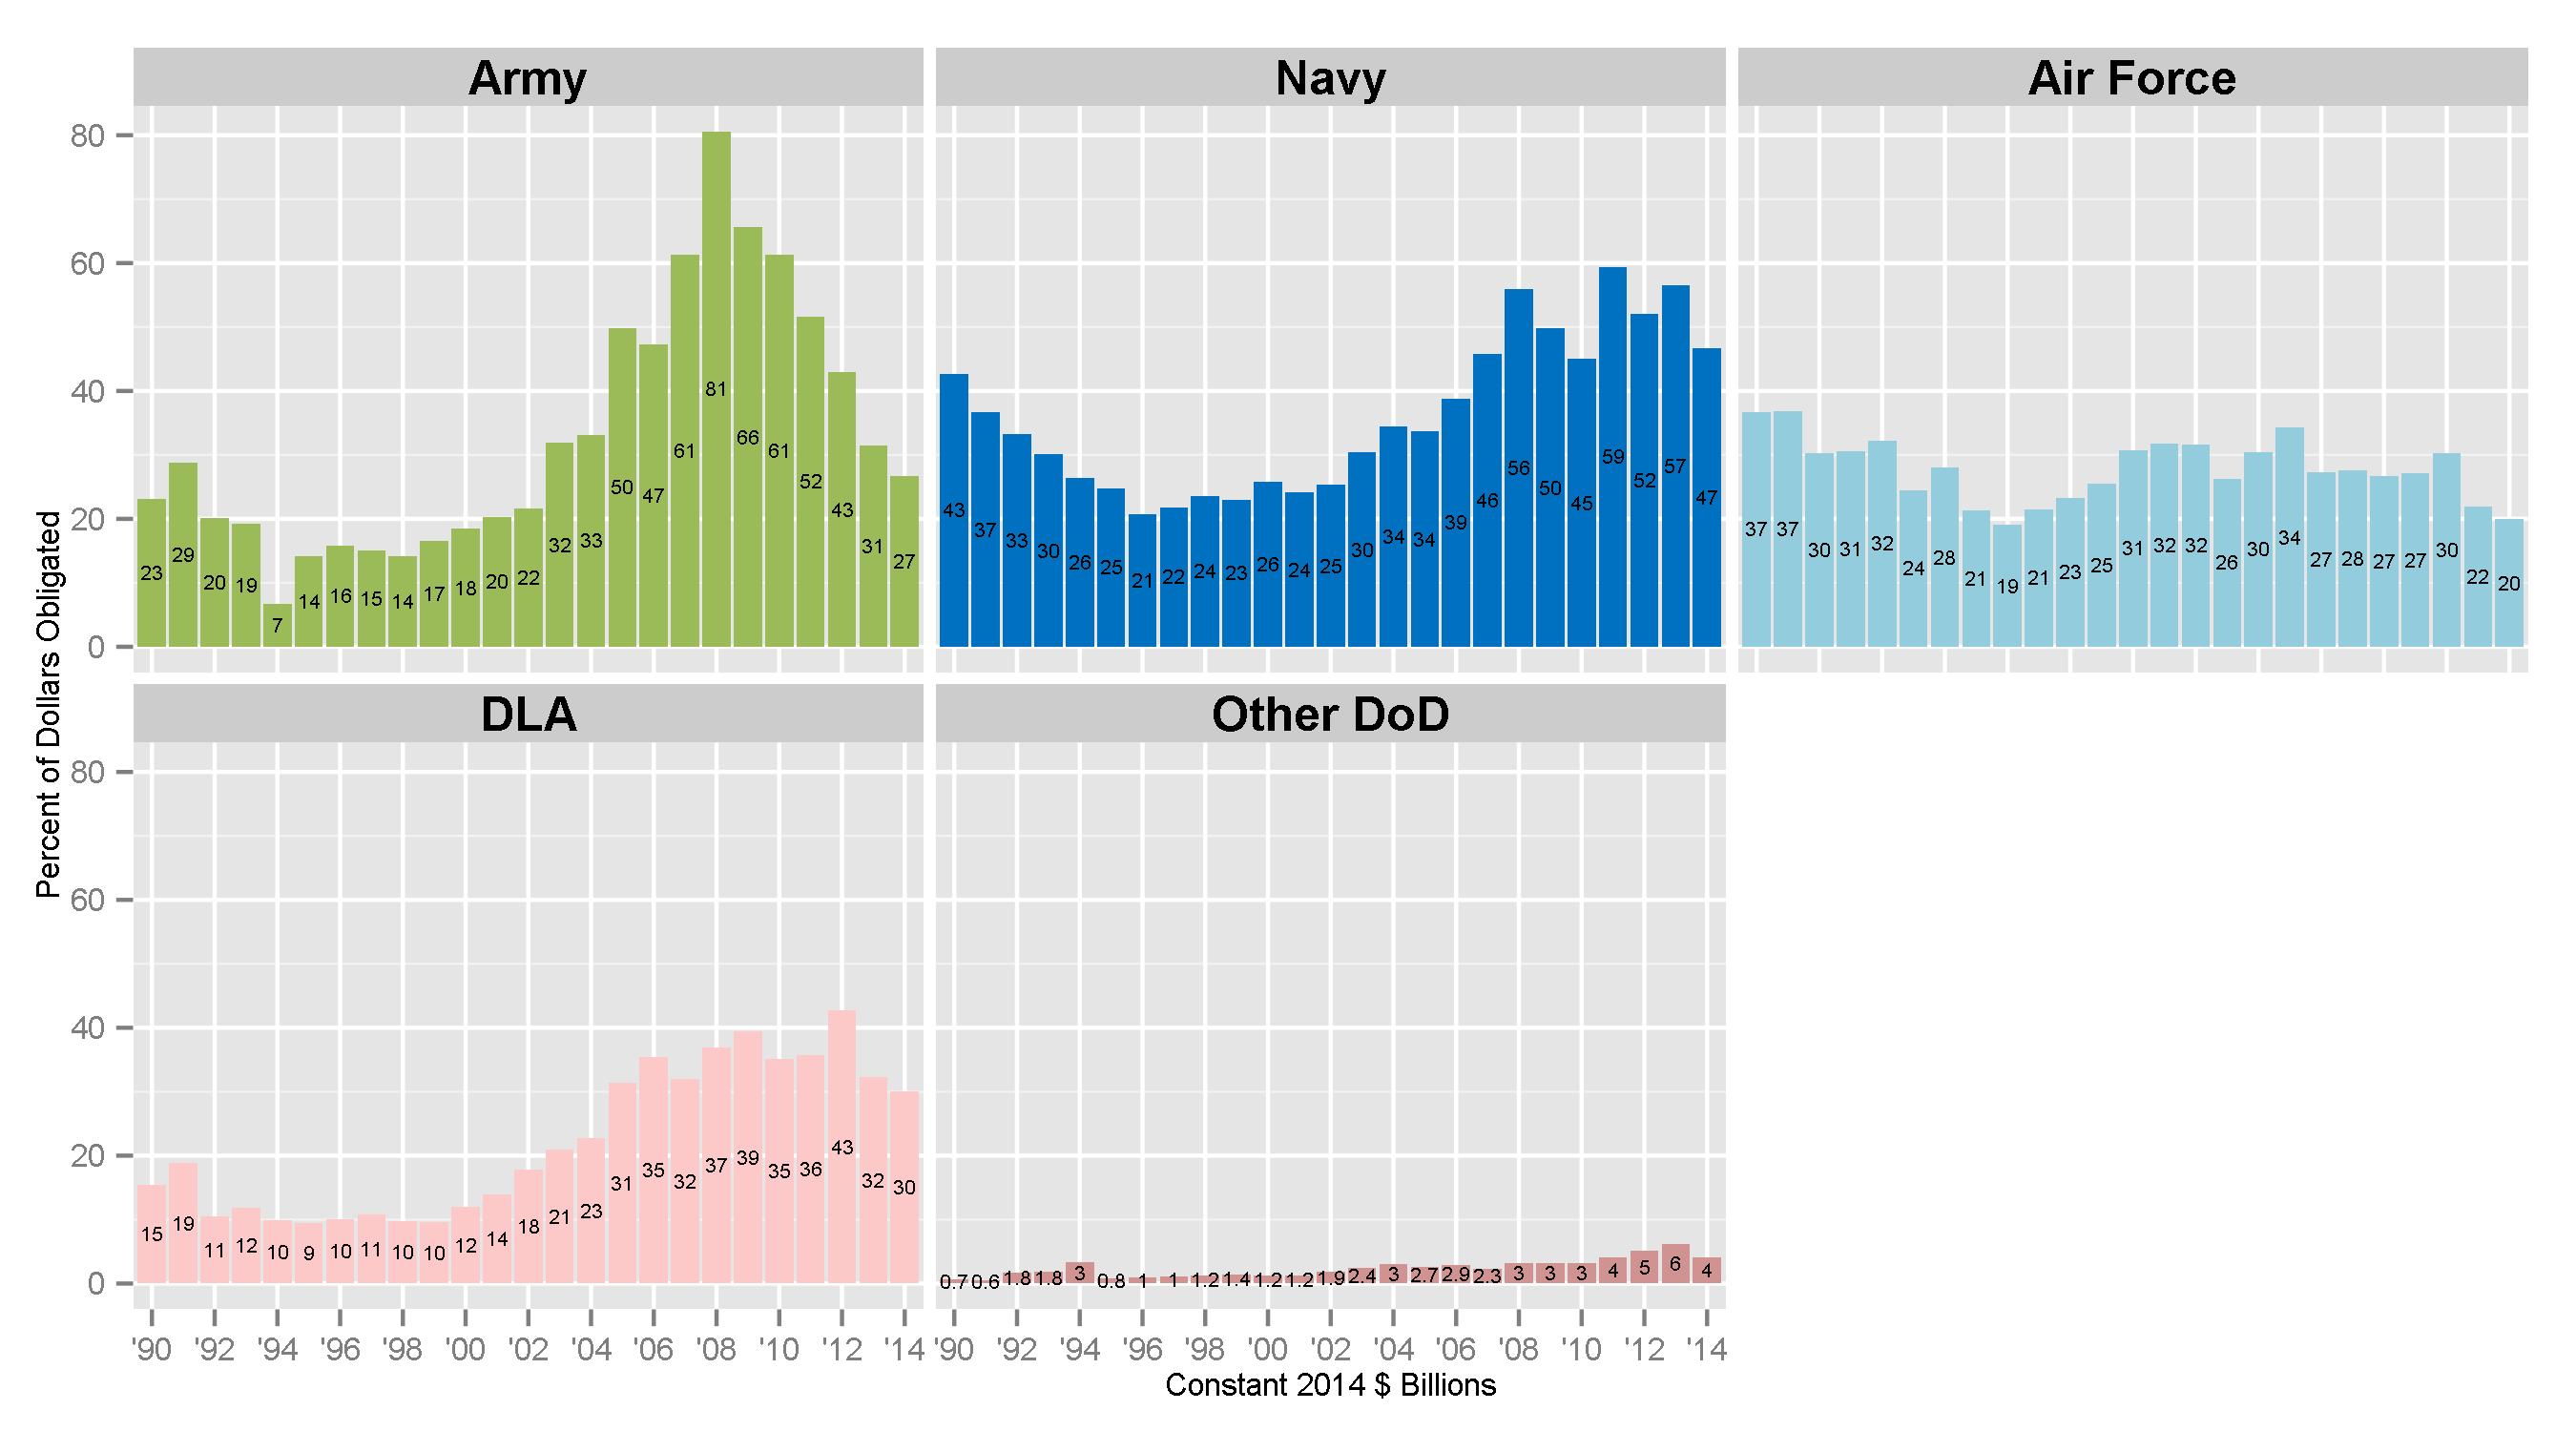 Army
Navy
Air Force
80
60
40
20
0
23 29 20 19 7 14 16 15 14 17 18 20 22 32 33 50 47 61 81 66 61 52 43 31 27
43 37 33 30 26 25 21 22 24 23 26 24 25 30 34 34 39 46 56 50 45 59 52 57 47
37 37 30 31 32 24 28 21 19 21 23 25 31 32 32 26 30 34 27 28 27 27 30 22 20
Percent of Dollars Obligated
DLA
Other DoD
80
60
40
20
0
15 19 11 12 10 9 10 11 10 10 12 14 18 21 23 31 35 32 37 39 35 36 43 32 30
0.7 0.6 1.8 1.8 3 0.8 1 1 1.2 1.4 1.2 1.2 1.9 2.4 3 2.7 2.9 2.3 3 3 3 4 5 6 4
'90 '92 '94 '96 '98 '00 '02 '04 '06 '08 '10 '12 '14
'90 '92 '94 '96 '98 '00 '02 '04 '06 '08 '10 '12 '14
Constant 2014 $ Billions